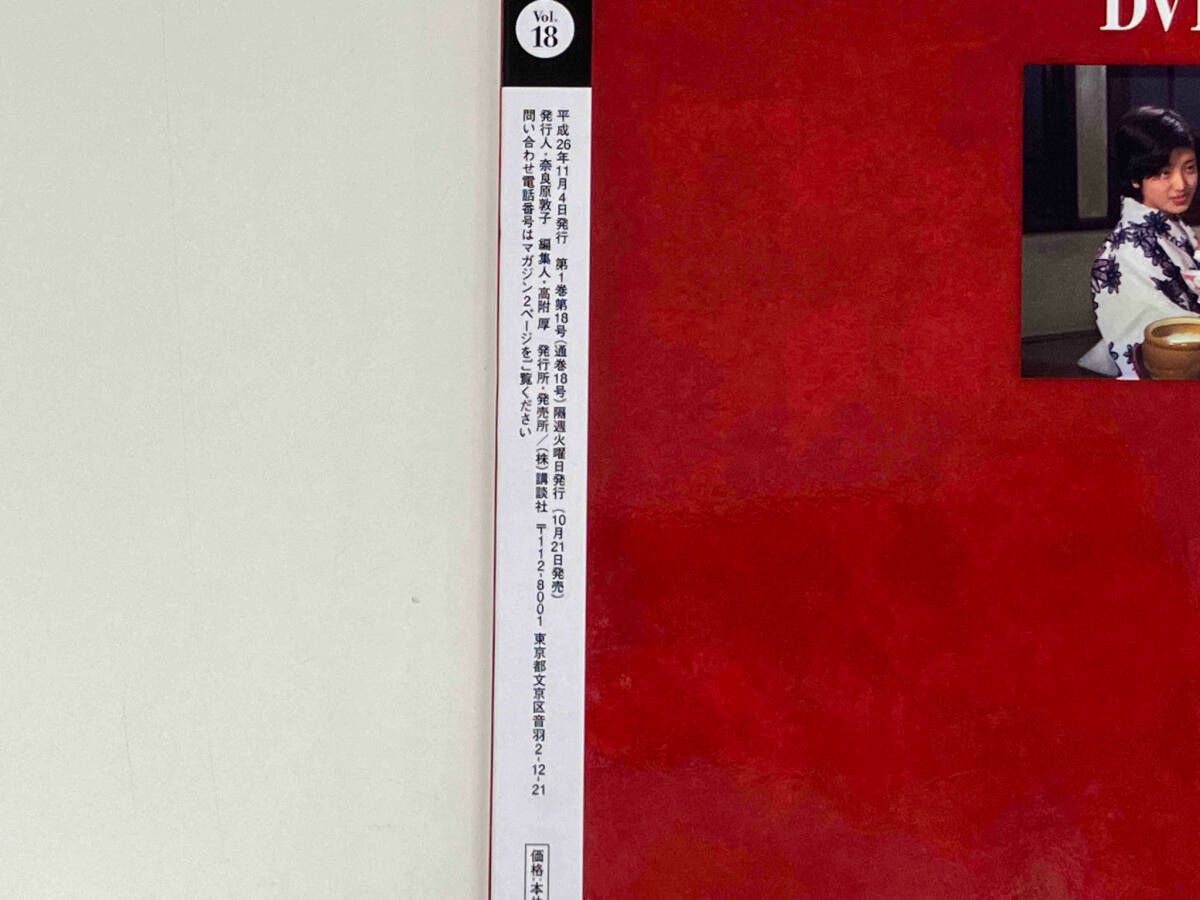 Vol.
18
平成26年11月4日発行　第1巻第18号(通巻18号)隔週火曜日発行(10月21日発売)
発行人・奈良原敦子　編集人・高附 厚　発行所・発売所／(株)講談社　〒112-8001 東京都文京区音羽2-12-21
問い合わせ電話番号はマガジン2ページをご覧ください
価格:本体